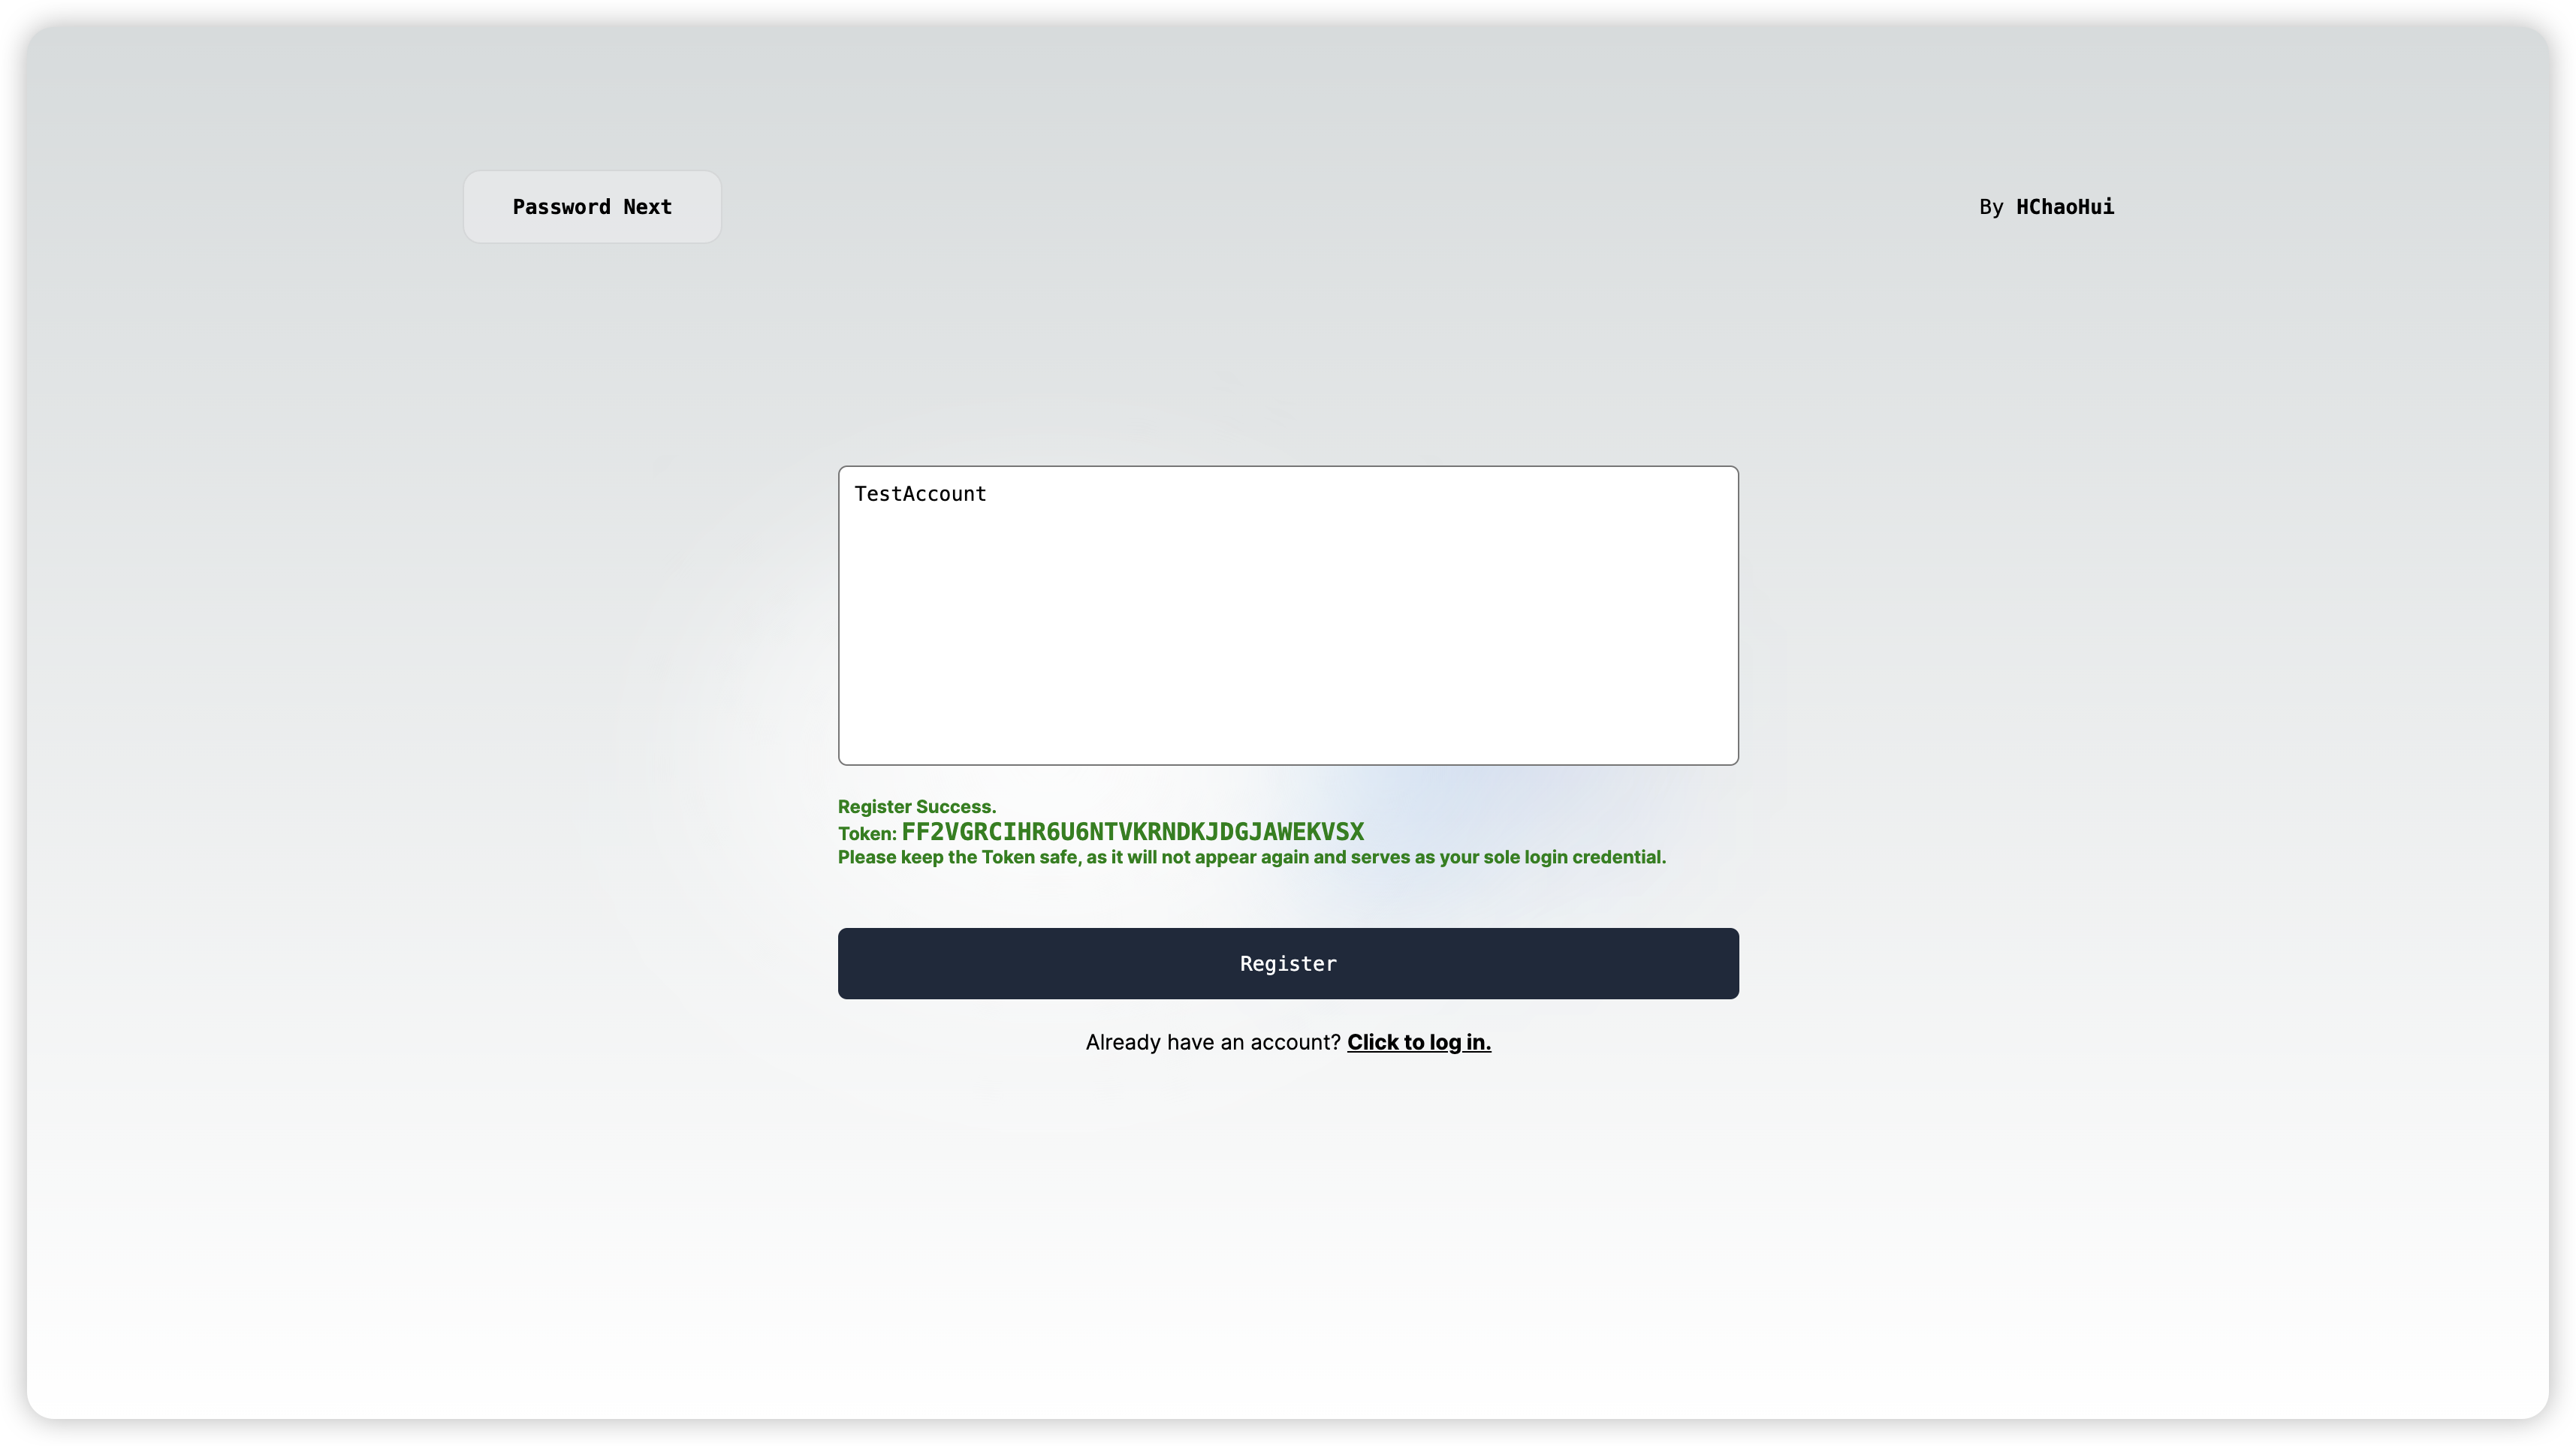 Password Next
By HChaoHui
TestAccount
Register Success.
Token: FF2VGRCIHR6U6NTVKRNDKJDGJAWEKVSX
Please keep the Token safe, as it will not appear again and serves as your sole login credential.
Register
Already have an account? Click to log in.